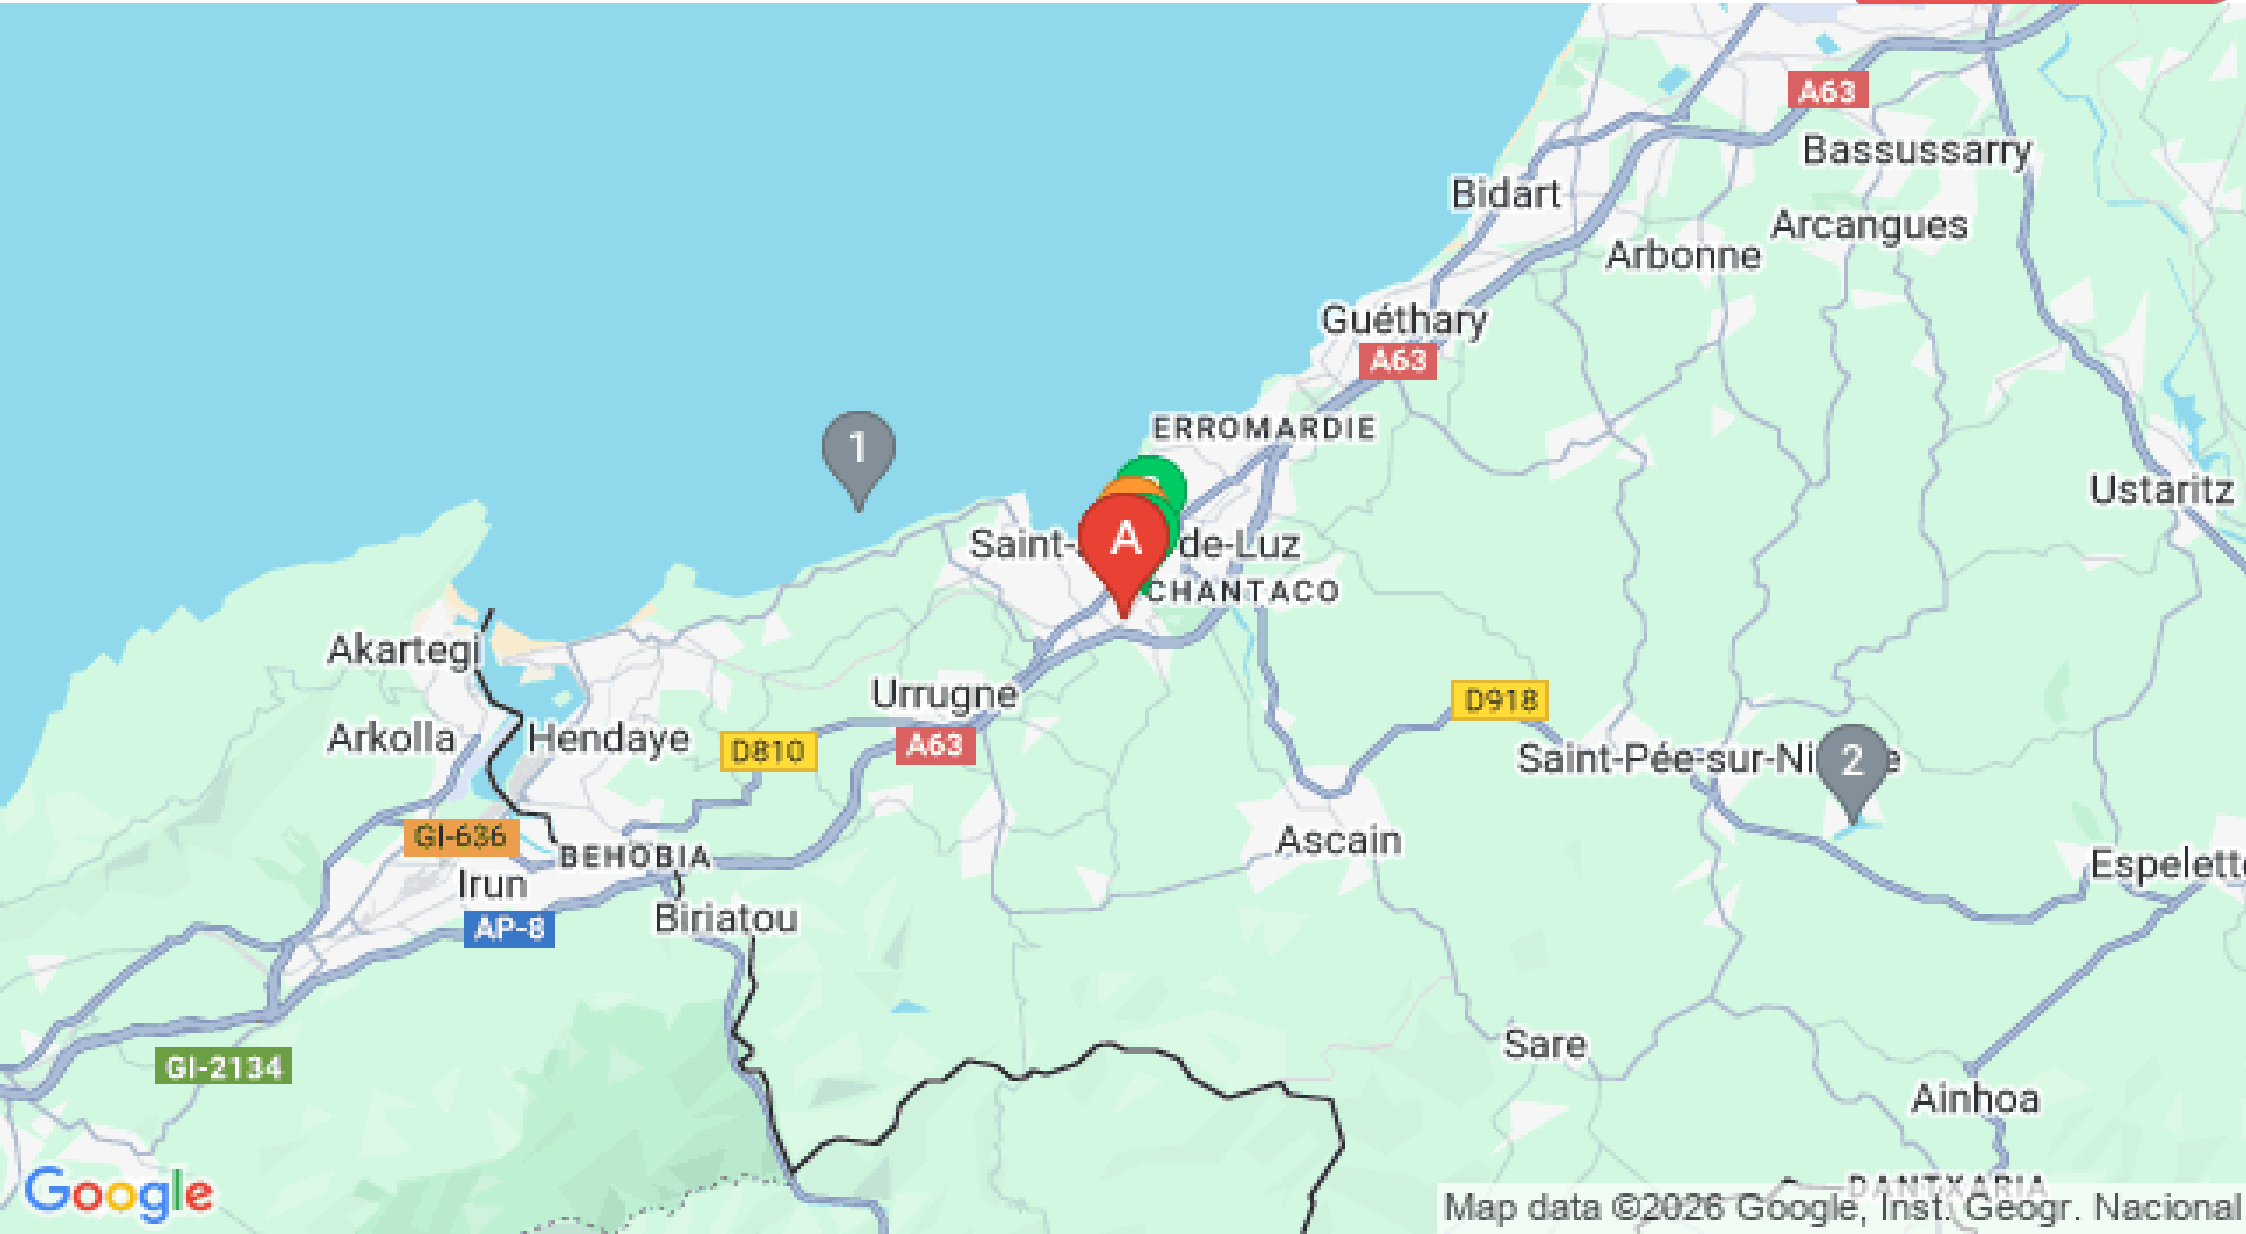 A63
Bassussarry
Bidart
Arcangues
Arbonne
Guéthary
A63
ERROMARDIE
1
Ustaritz
A
Saint-
de-Luz
CHANTACO
Akartegi
Urrugne
D918
Arkolla
Hendaye
D810
A63
Saint-Pée-sur-Ni
2
e
GI-636
BEHOBIA
Ascain
Espelette
Irun
Biriatou
AP-8
Sare
GI-2134
Ainhoa
DANTXARIA
Google
Map data ©2026 Google, Inst. Geogr. Nacional